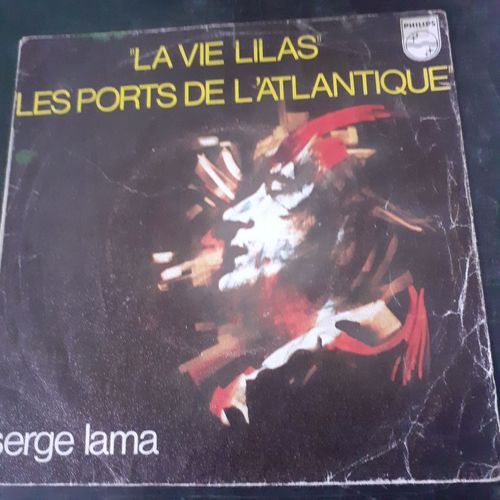 PHILIPS
"LA VIE LILAS"
LES PORTS DE L'ATLANTIQUE
serge lama